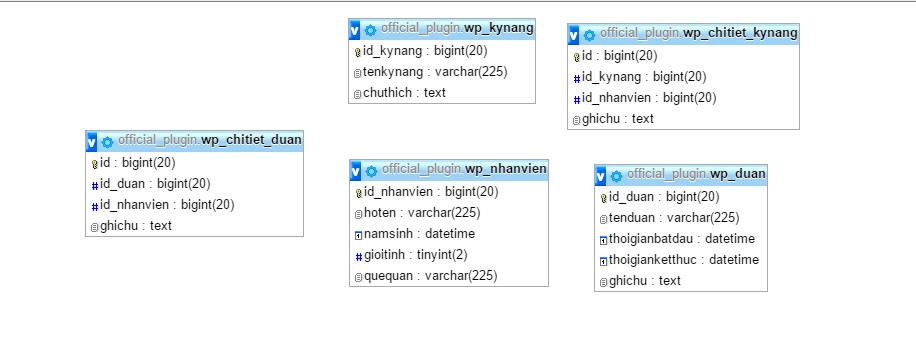 official_plugin.wp_kynang
id_kynang : bigint(20)
tenkynang : varchar(225)
chuthich : text
official_plugin.wp_chitiet_kynang
id : bigint(20)
id_kynang : bigint(20)
id_nhanvien : bigint(20)
ghichu : text
official_plugin.wp_chitiet_duan
id : bigint(20)
id_duan : bigint(20)
id_nhanvien : bigint(20)
ghichu : text
official_plugin.wp_nhanvien
id_nhanvien : bigint(20)
hoten : varchar(225)
namsinh : datetime
gioitinh : tinyint(2)
quequan : varchar(225)
official_plugin.wp_duan
id_duan : bigint(20)
tenduan : varchar(225)
thoigianbatdau : datetime
thoigianketthuc : datetime
ghichu : text